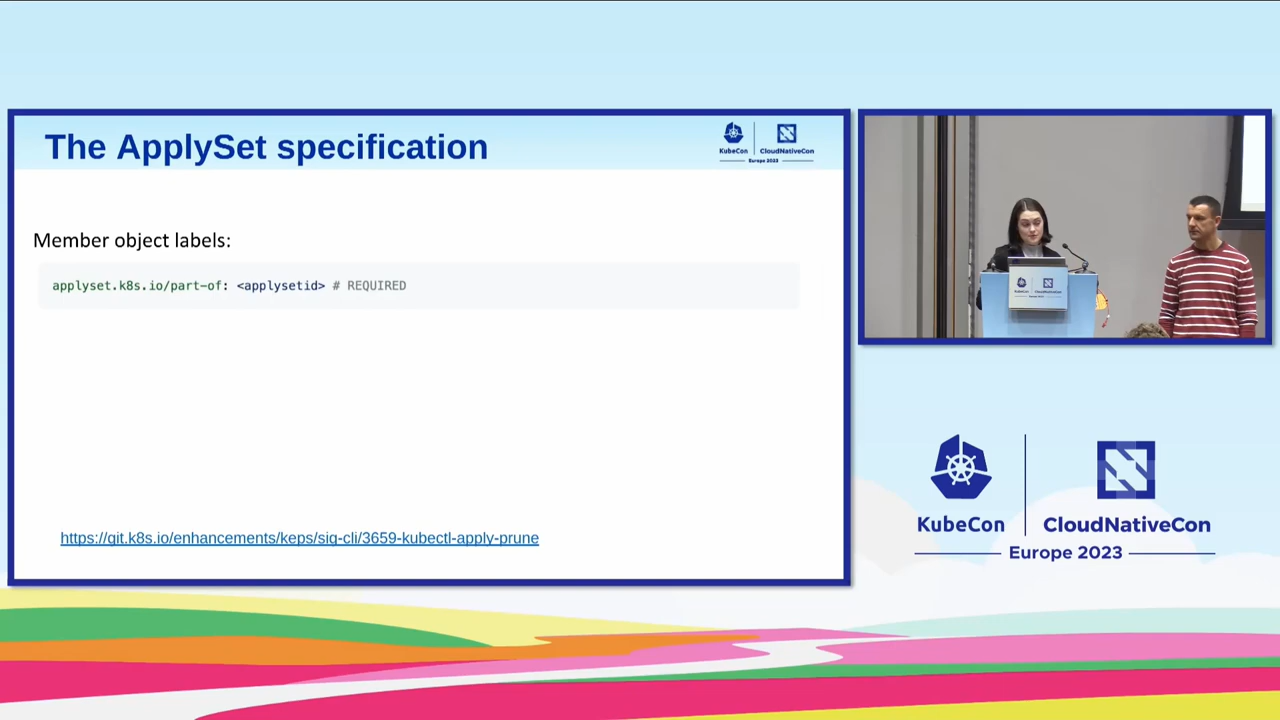 The ApplySet specification
KubeCon
CloudNativeCon
Europe 2023
Member object labels:
applyset.k8s.io/part-of: <applysetid> # REQUIRED
https://git.k8s.io/enhancements/keps/sig-cli/3659-kubectl-apply-prune
KubeCon
CloudNativeCon
Europe 2023